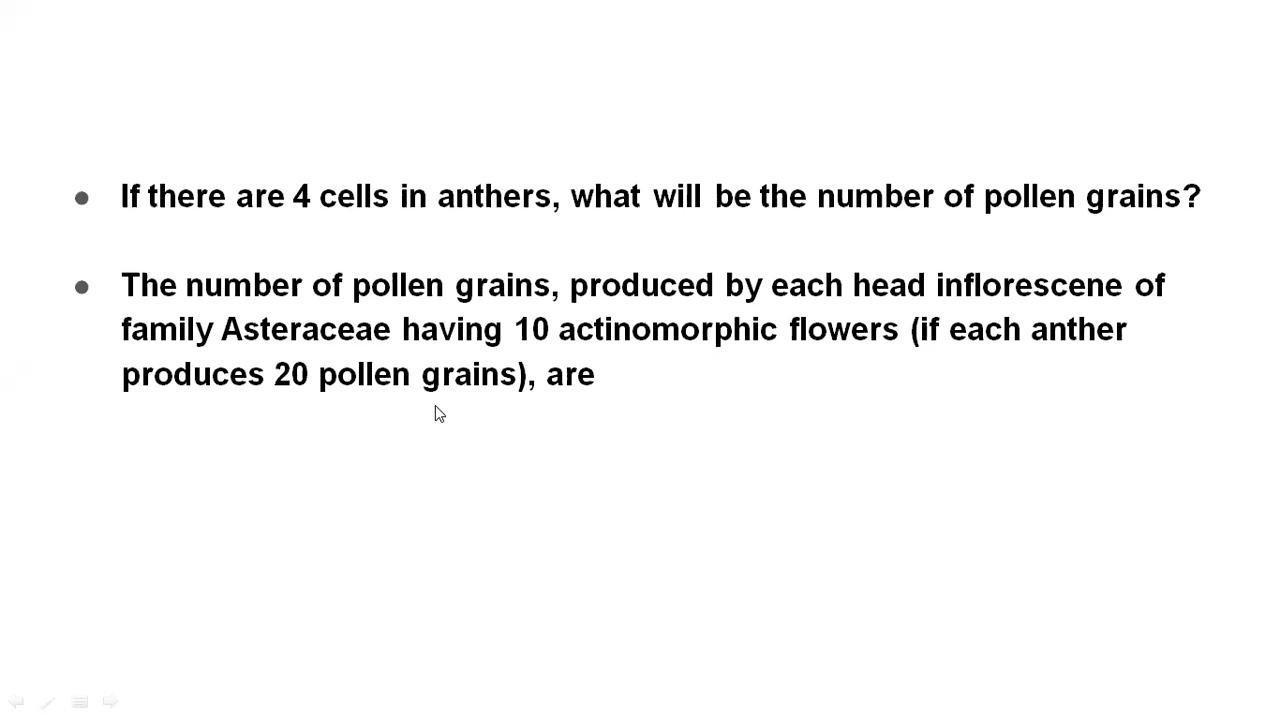 ● If there are 4 cells in anthers, what will be the number of pollen grains?
● The number of pollen grains, produced by each head inflorescene of
family Asteraceae having 10 actinomorphic flowers (if each anther
produces 20 pollen grains), are